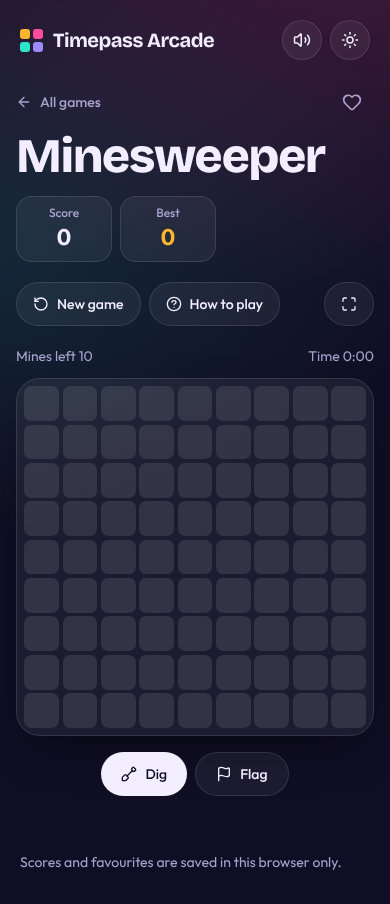 Timepass Arcade
All games
Minesweeper
Score
0
Best
0
New game
How to play
Mines left 10
Time 0:00
Dig
Flag
Scores and favourites are saved in this browser only.